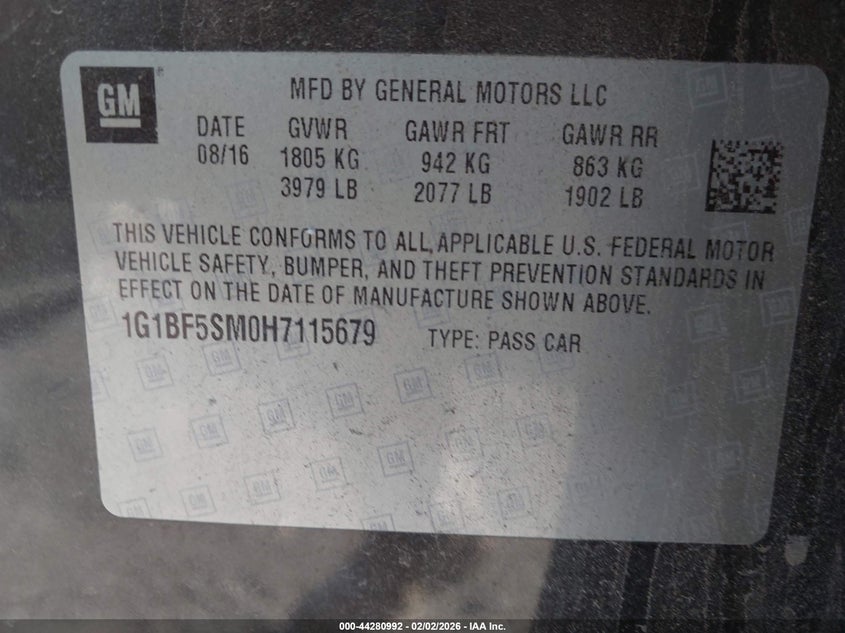 GM
MFD BY GENERAL MOTORS LLC
DATE GVWR GAWR FRT GAWR RR
08/16 1805 KG 942 KG 863 KG
3979 LB 2077 LB 1902 LB
THIS VEHICLE CONFORMS TO ALL APPLICABLE U.S. FEDERAL MOTOR
VEHICLE SAFETY, BUMPER, AND THEFT PREVENTION STANDARDS IN
EFFECT ON THE DATE OF MANUFACTURE SHOWN ABOVE.
1G1BF5SM0H7115679 TYPE: PASS CAR
000-44280992 - 02/02/2026 - IAA Inc.